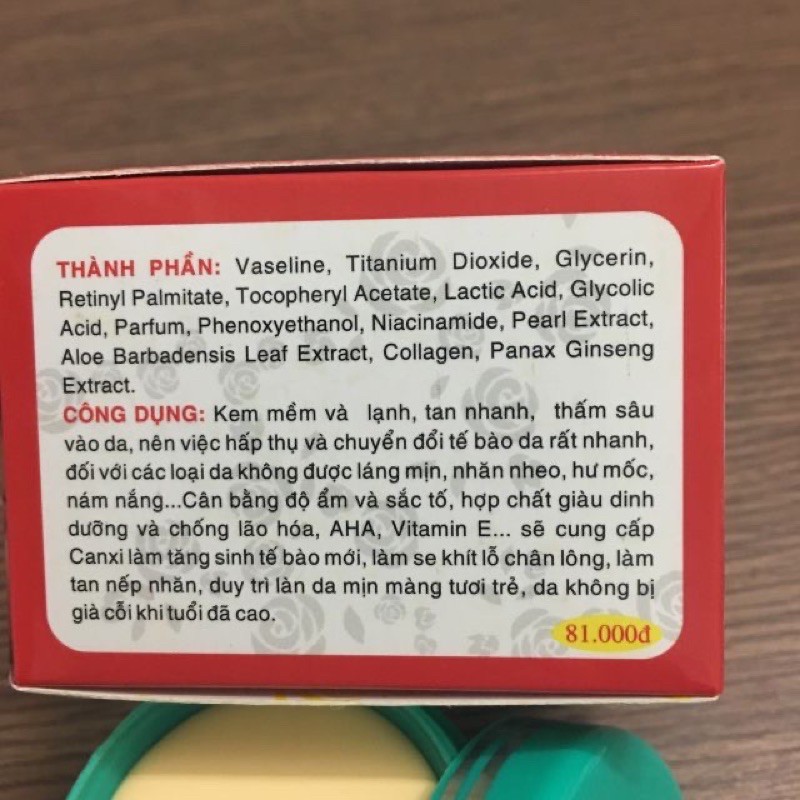 THÀNH PHẦN: Vaseline, Titanium Dioxide, Glycerin,
Retinyl Palmitate, Tocopheryl Acetate, Lactic Acid, Glycolic
Acid, Parfum, Phenoxyethanol, Niacinamide, Pearl Extract,
Aloe Barbadensis Leaf Extract, Collagen, Panax Ginseng
Extract.
CÔNG DỤNG: Kem mềm và lạnh, tan nhanh, thấm sâu
vào da, nên việc hấp thụ và chuyển đổi tế bào da rất nhanh,
đối với các loại da không được láng mịn, nhăn nheo, hư mốc,
nám nắng...Cân bằng độ ẩm và sắc tố, hợp chất giàu dinh
dưỡng và chống lão hóa, AHA, Vitamin E... sẽ cung cấp
Canxi làm tăng sinh tế bào mới, làm se khít lỗ chân lông, làm
tan nếp nhăn, duy trì làn da mịn màng tươi trẻ, da không bị
già cỗi khi tuổi đã cao.
81.000đ